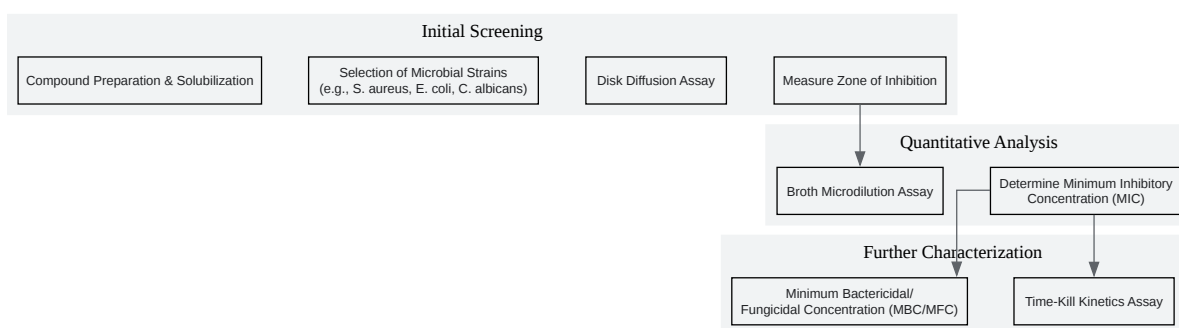 Initial Screening
Compound Preparation & Solubilization
Selection of Microbial Strains
(e.g., S. aureus, E. coli, C. albicans)
Disk Diffusion Assay
Measure Zone of Inhibition
Quantitative Analysis
Broth Microdilution Assay
Determine Minimum Inhibitory
Concentration (MIC)
Further Characterization
Minimum Bactericidal/
Fungicidal Concentration (MBC/MFC)
Time-Kill Kinetics Assay